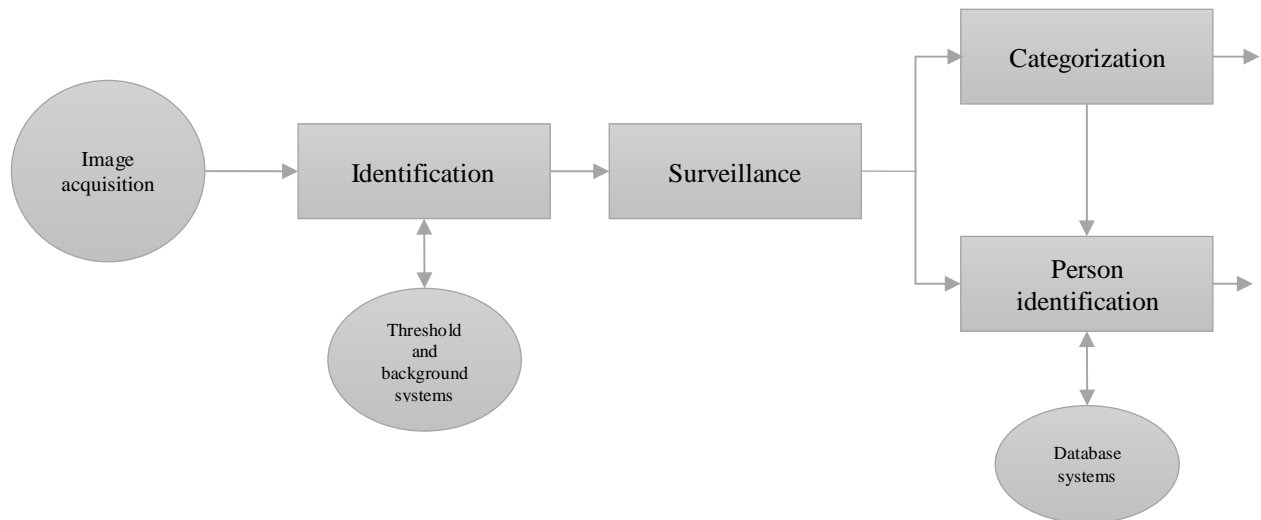 Image
acquisition
Identification
Threshold
and
background
systems
Surveillance
Categorization
Person
identification
Database
systems